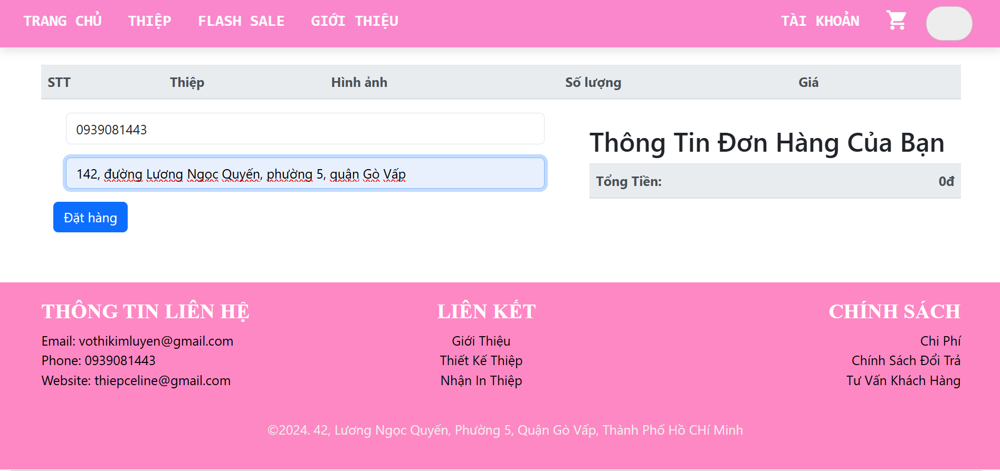 TRANG CHỦ THIỆP FLASH SALE GIỚI THIỆU TÀI KHOẢN
STT Thiệp Hình ảnh Số lượng Giá
0939081443
142, đường Lương Ngọc Quyến, phường 5, quận Gò Vấp
Đặt hàng
Thông Tin Đơn Hàng Của Bạn
Tổng Tiền: 0đ
THÔNG TIN LIÊN HỆ
Email: vothikimluyen@gmail.com
Phone: 0939081443
Website: thiepceline@gmail.com
LIÊN KẾT
Giới Thiệu
Thiết Kế Thiệp
Nhận In Thiệp
CHÍNH SÁCH
Chi Phí
Chính Sách Đổi Trả
Tư Vấn Khách Hàng
©2024. 42, Lương Ngọc Quyến, Phường 5, Quận Gò Vấp, Thành Phố Hồ CHí Minh